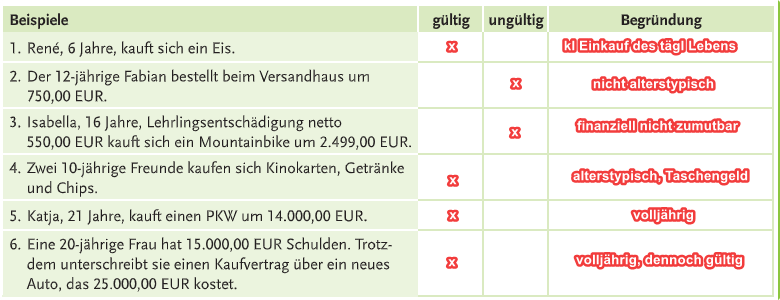 Beispiele gültig ungültig Begründung
1. René, 6 Jahre, kauft sich ein Eis. x kl Einkauf des tägl Lebens
2. Der 12-jährige Fabian bestellt beim Versandhaus um
750,00 EUR. x nicht alterstypisch
3. Isabella, 16 Jahre, Lehrlingsentschädigung netto
550,00 EUR kauft sich ein Mountainbike um 2.499,00 EUR. x finanziell nicht zumutbar
4. Zwei 10-jährige Freunde kaufen sich Kinokarten, Getränke
und Chips. x alterstypisch, Taschengeld
5. Katja, 21 Jahre, kauft einen PKW um 14.000,00 EUR. x volljährig
6. Eine 20-jährige Frau hat 15.000,00 EUR Schulden. Trotz-
dem unterschreibt sie einen Kaufvertrag über ein neues
Auto, das 25.000,00 EUR kostet. x volljährig, dennoch gültig